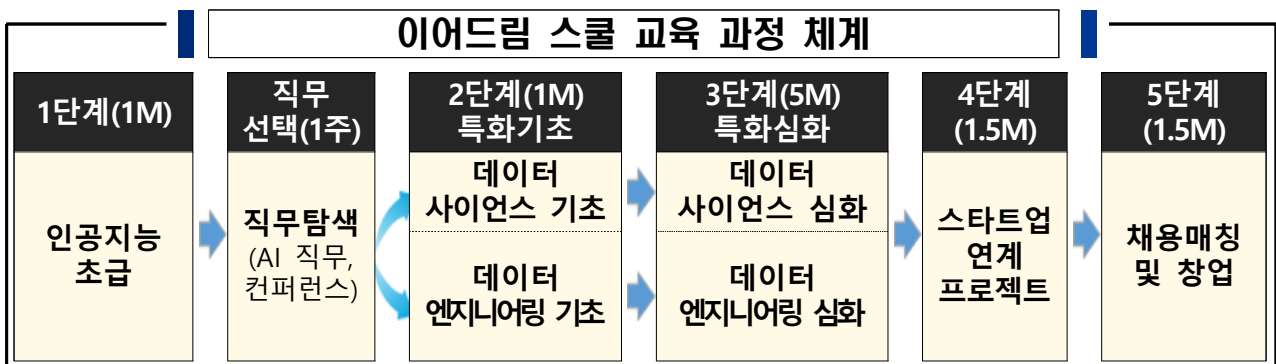 이어드림 스쿨 교육 과정 체계
1단계(1M)
인공지능
초급
직무
선택(1주)
직무탐색
(AI 직무,
컨퍼런스)
2단계(1M)
특화기초
데이터
사이언스 기초
데이터
엔지니어링 기초
3단계(5M)
특화심화
데이터
사이언스 심화
데이터
엔지니어링 심화
4단계
(1.5M)
스타트업
연계
프로젝트
5단계
(1.5M)
채용매칭
및 창업